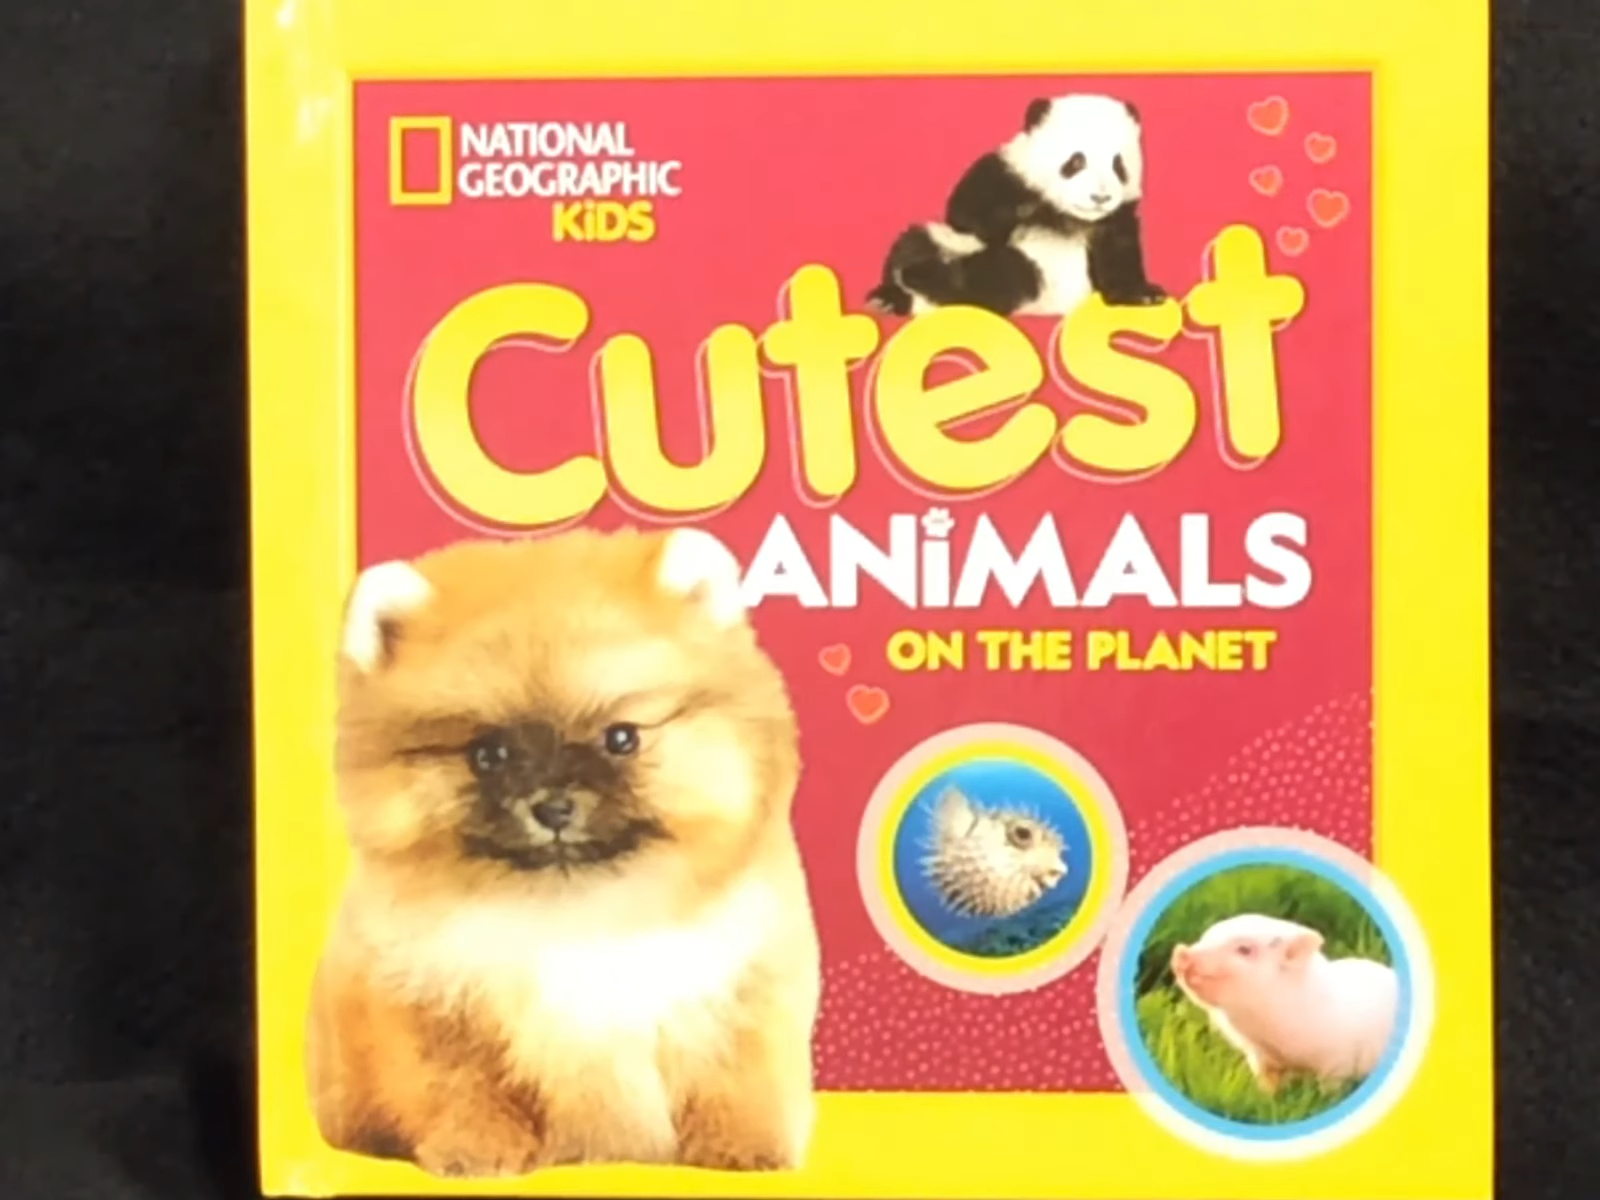 NATIONAL
GEOGRAPHIC
KiDS
Cutest
ANiMALS
ON THE PLANET